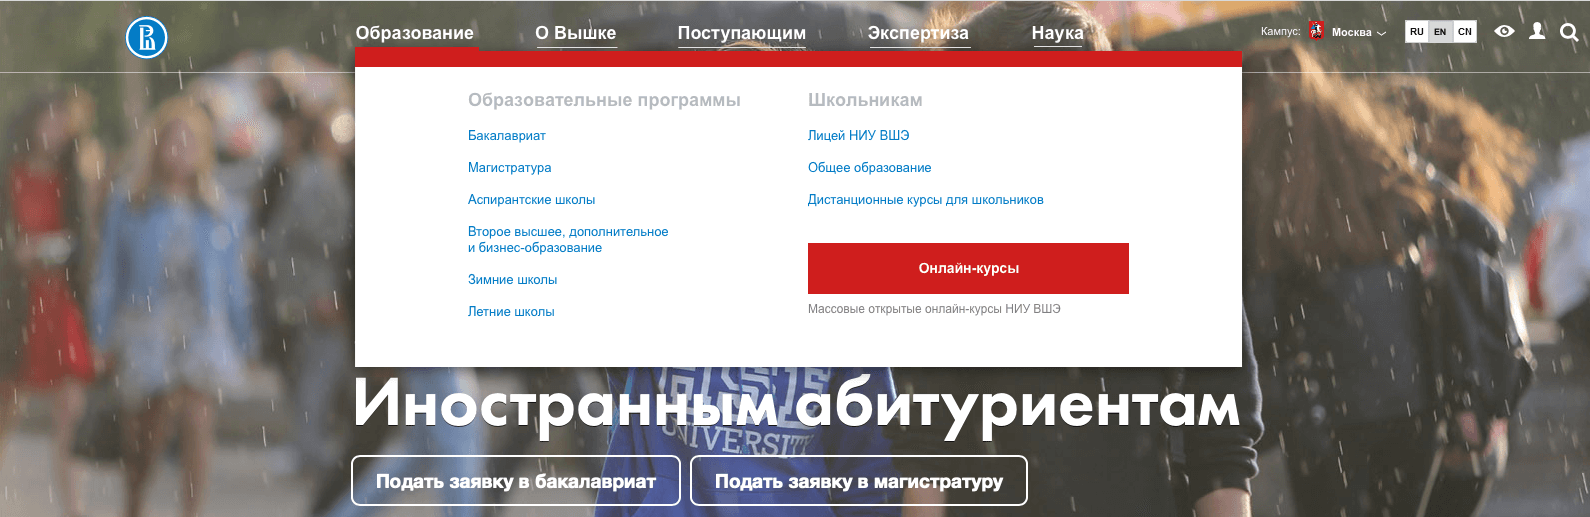 Образование
О Вышке
Поступающим
Экспертиза
Наука
Кампус:
Москва
RU
EN
CN
Образовательные программы
Бакалавриат
Магистратура
Аспирантские школы
Второе высшее, дополнительное
и бизнес-образование
Зимние школы
Летние школы
Школьникам
Лицей НИУ ВШЭ
Общее образование
Дистанционные курсы для школьников
Онлайн-курсы
Массовые открытые онлайн-курсы НИУ ВШЭ
Иностранным абитуриентам
UNIVERSITY
Подать заявку в бакалавриат
Подать заявку в магистратуру